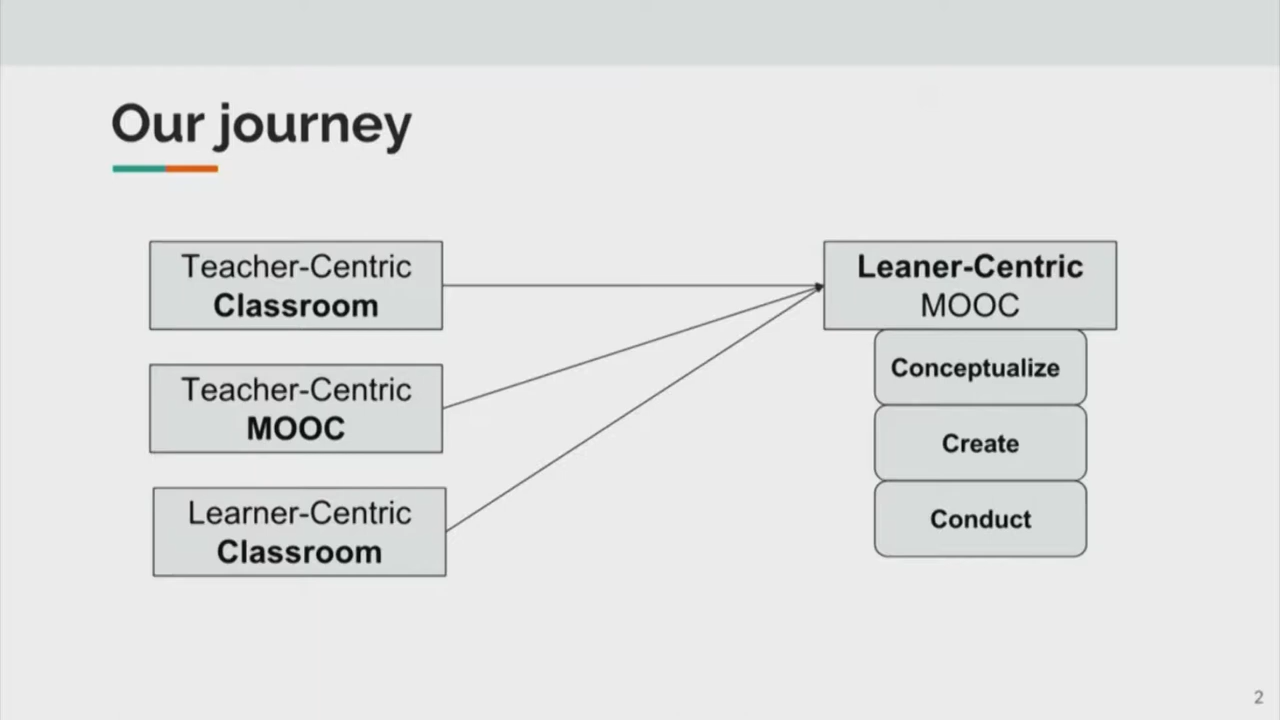 Our journey
Teacher-Centric
Classroom
Teacher-Centric
MOOC
Learner-Centric
Classroom
Leaner-Centric
MOOC
Conceptualize
Create
Conduct
2